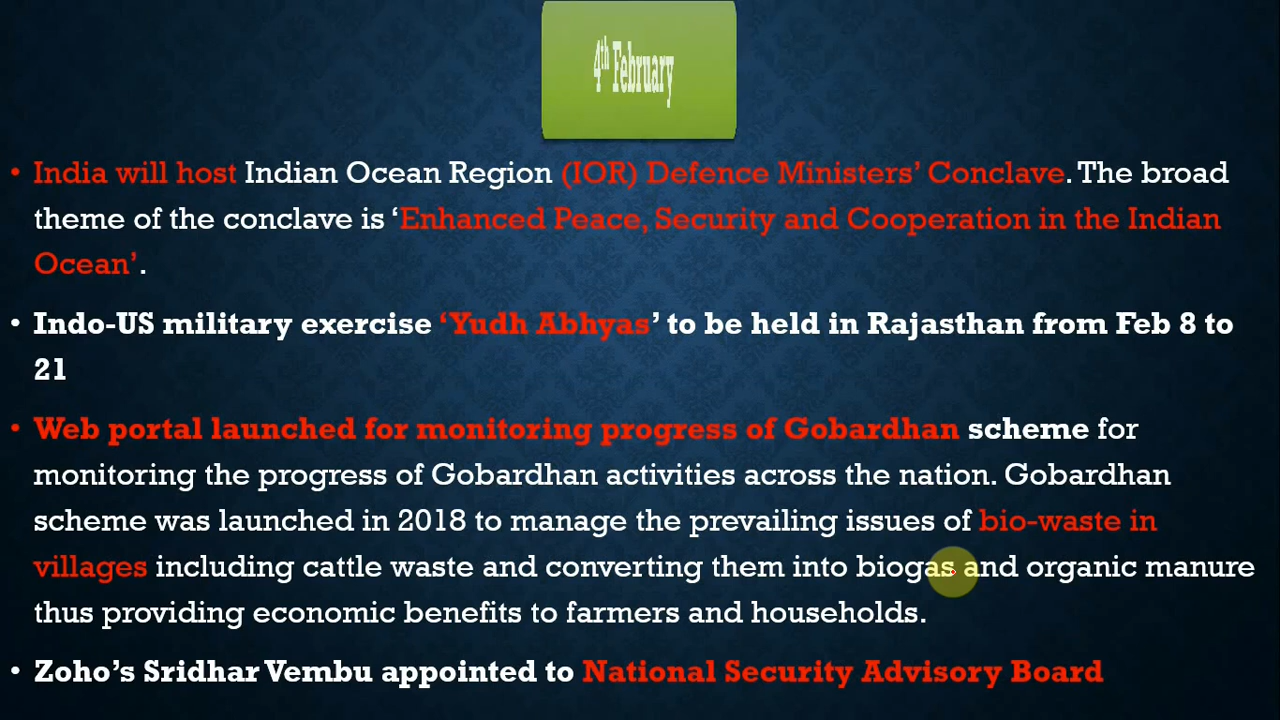 4th February
• India will host Indian Ocean Region (IOR) Defence Ministers’ Conclave. The broad
theme of the conclave is ‘Enhanced Peace, Security and Cooperation in the Indian
Ocean’.
• Indo-US military exercise ‘Yudh Abhyas’ to be held in Rajasthan from Feb 8 to
21
• Web portal launched for monitoring progress of Gobardhan scheme for
monitoring the progress of Gobardhan activities across the nation. Gobardhan
scheme was launched in 2018 to manage the prevailing issues of bio-waste in
villages including cattle waste and converting them into biogas and organic manure
thus providing economic benefits to farmers and households.
• Zoho’s Sridhar Vembu appointed to National Security Advisory Board